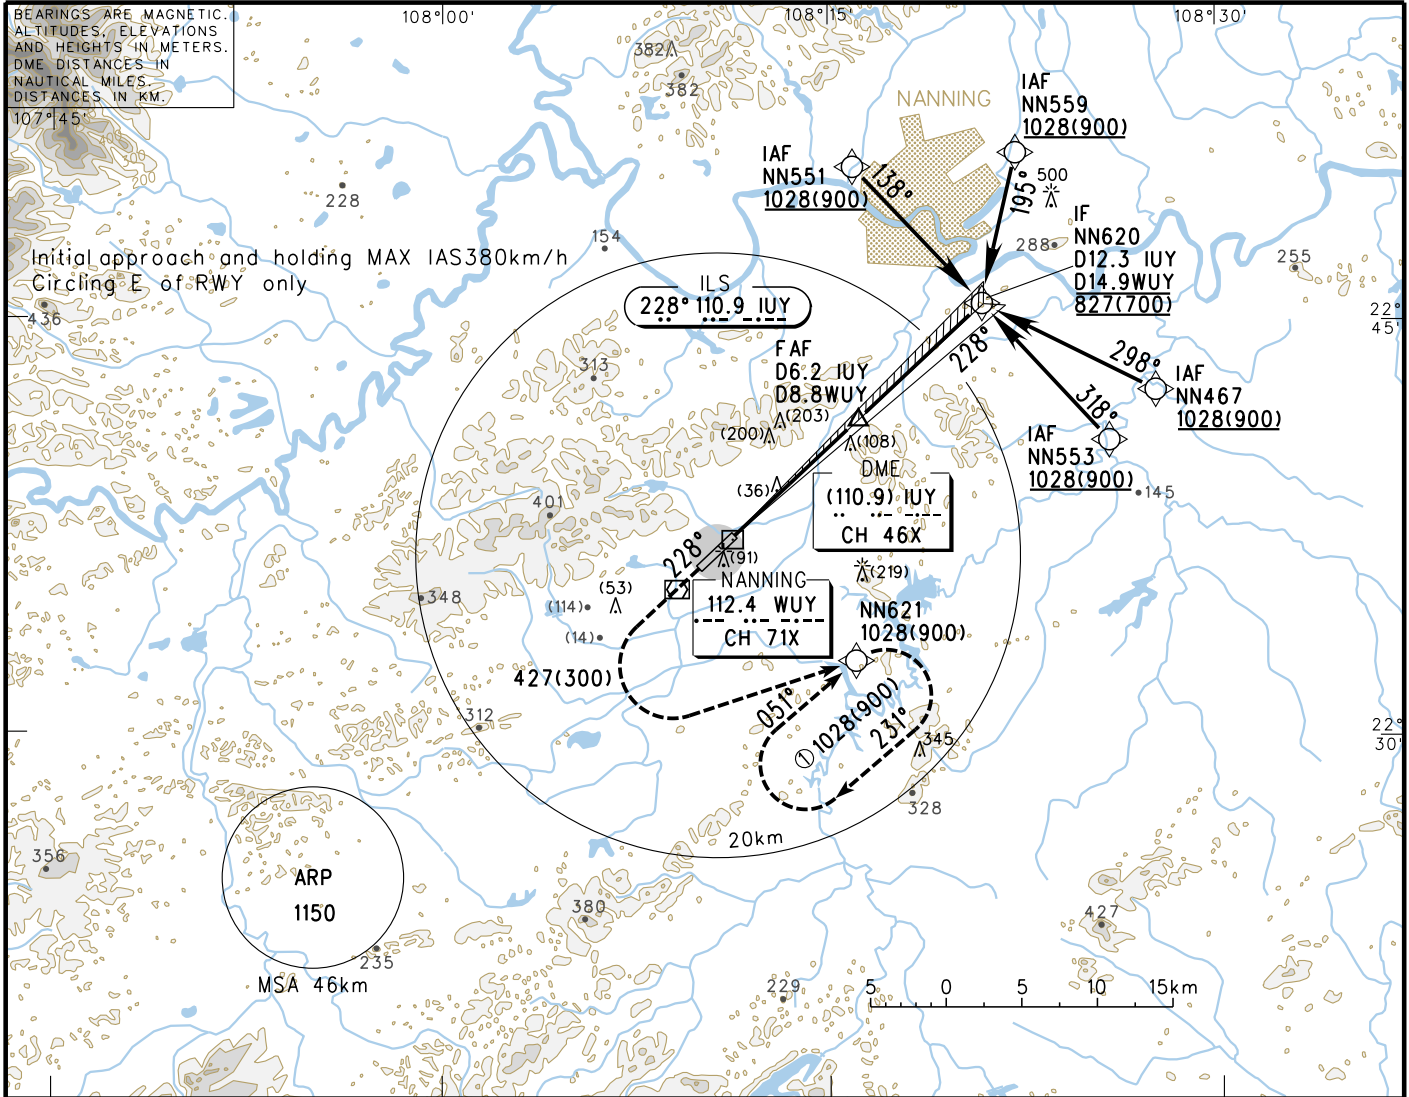 BEARINGS ARE MAGNETIC.
ALTITUDES, ELEVATIONS
AND HEIGHTS IN METERS.
DME DISTANCES IN
NAUTICAL MILES.
DISTANCES IN KM.
107°45'
108°00'
108°15'
108°30'
382
382
228
154
NANNING
IAF
NN559
1028(900)
IAF
NN551
1028(900)
138°
195°
500
IF
NN620
D12.3 IUY
D14.9WUY
827(700)
288
255
Initial approach and holding MAX IAS380km/h
Circling E of RWY only
436
ILS
228° 110.9 IUY
22°
45'
FAF
D6.2 IUY
D8.8WUY
313
(203)
(200)
(108)
228°
298°
IAF
NN467
1028(900)
318°
IAF
NN553
1028(900)
145
DME
(110.9) IUY
CH 46X
(36)
401
228°
(91)
(219)
NANNING
112.4 WUY
CH 71X
(53)
(114)
(14)
348
NN621
1028(900)
427(300)
051°
1 1028(900)
231°
345
312
328
22°
30'
20km
356
ARP
1150
MSA 46km
235
380
427
229
5 0 5 10 15km